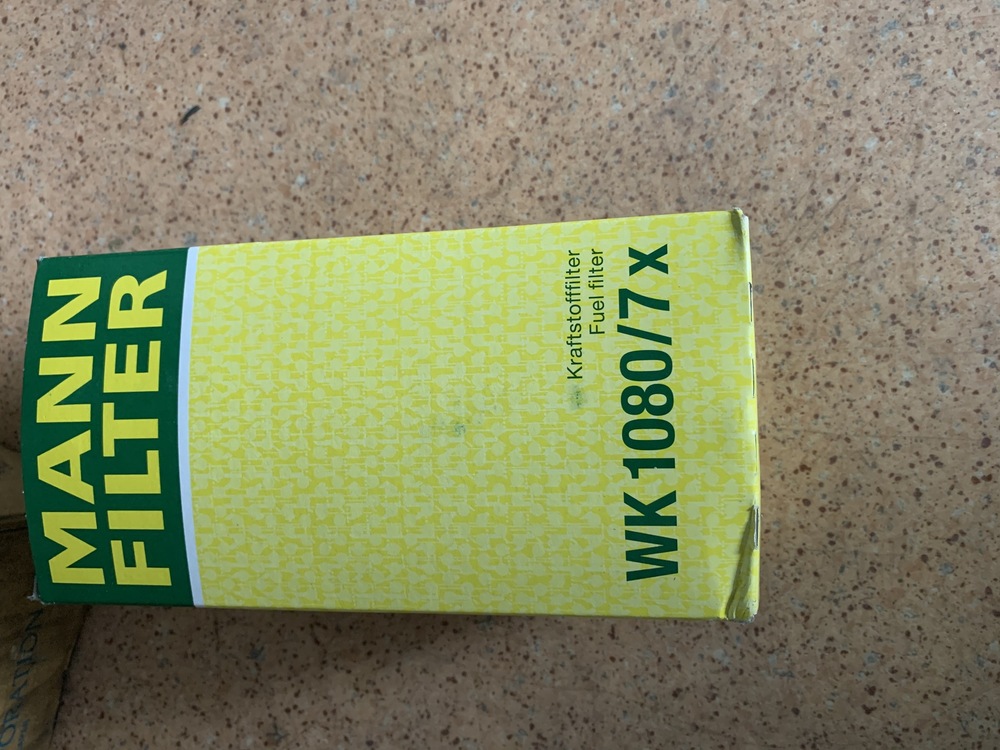 MANN
FILTER
Kraftstofffilter
Fuel filter
WK 1080/7 x